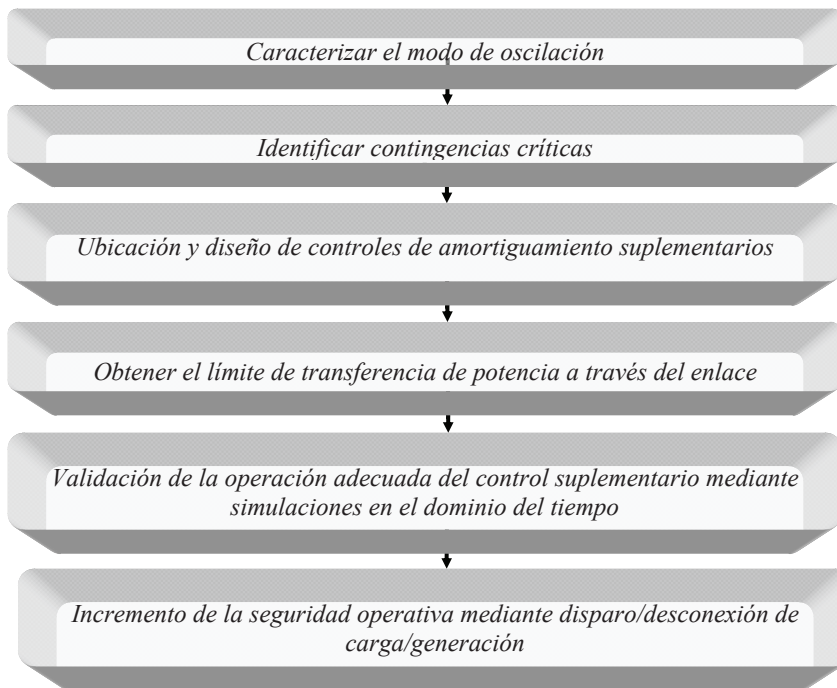 Caracterizar el modo de oscilación
Identificar contingencias críticas
Ubicación y diseño de controles de amortiguamiento suplementarios
Obtener el límite de transferencia de potencia a través del enlace
Validación de la operación adecuada del control suplementario mediante
simulaciones en el dominio del tiempo
Incremento de la seguridad operativa mediante disparo/desconexión de
carga/generación